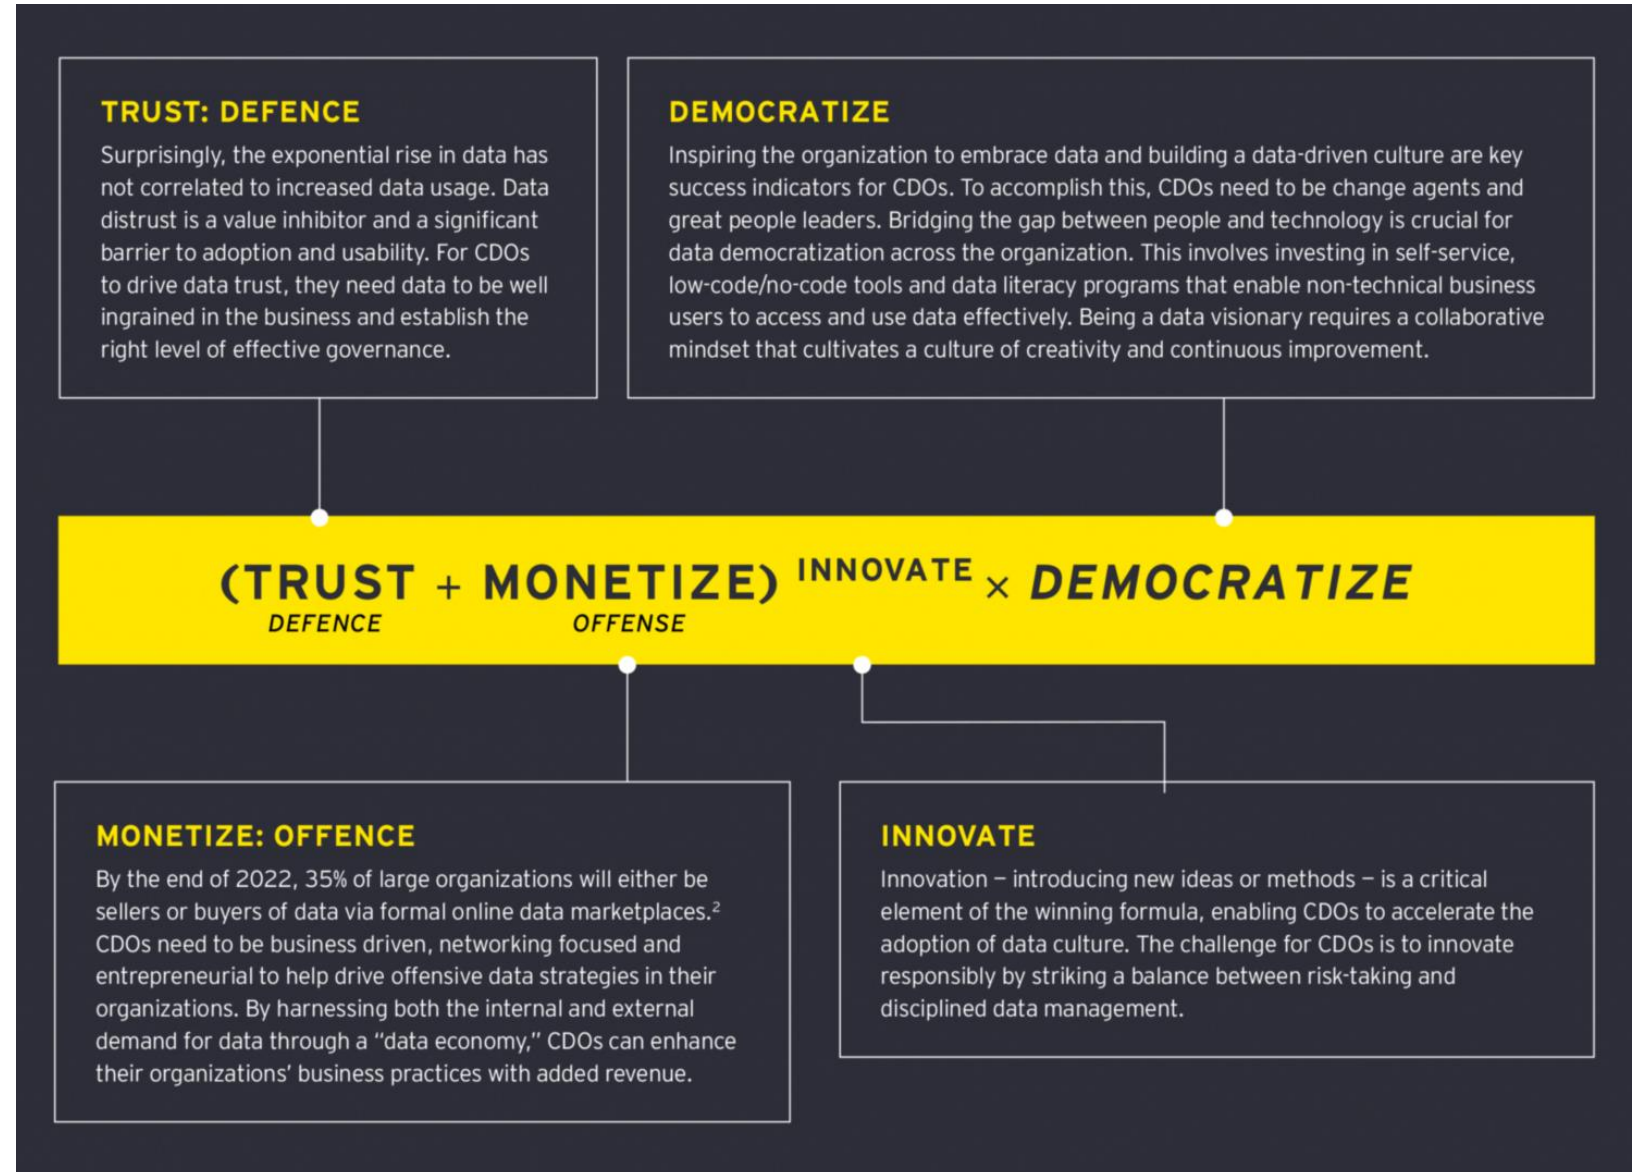 TRUST: DEFENCE
Surprisingly, the exponential rise in data has
not correlated to increased data usage. Data
distrust is a value inhibitor and a significant
barrier to adoption and usability. For CDOs
to drive data trust, they need data to be well
ingrained in the business and establish the
right level of effective governance.
DEMOCRATIZE
Inspiring the organization to embrace data and building a data-driven culture are key
success indicators for CDOs. To accomplish this, CDOs need to be change agents and
great people leaders. Bridging the gap between people and technology is crucial for
data democratization across the organization. This involves investing in self-service,
low-code/no-code tools and data literacy programs that enable non-technical business
users to access and use data effectively. Being a data visionary requires a collaborative
mindset that cultivates a culture of creativity and continuous improvement.
(TRUST + MONETIZE) INNOVATE × DEMOCRATIZE
DEFENCE OFFENSE
MONETIZE: OFFENCE
By the end of 2022, 35% of large organizations will either be
sellers or buyers of data via formal online data marketplaces.²
CDOs need to be business driven, networking focused and
entrepreneurial to help drive offensive data strategies in their
organizations. By harnessing both the internal and external
demand for data through a “data economy,” CDOs can enhance
their organizations’ business practices with added revenue.
INNOVATE
Innovation – introducing new ideas or methods – is a critical
element of the winning formula, enabling CDOs to accelerate the
adoption of data culture. The challenge for CDOs is to innovate
responsibly by striking a balance between risk-taking and
disciplined data management.